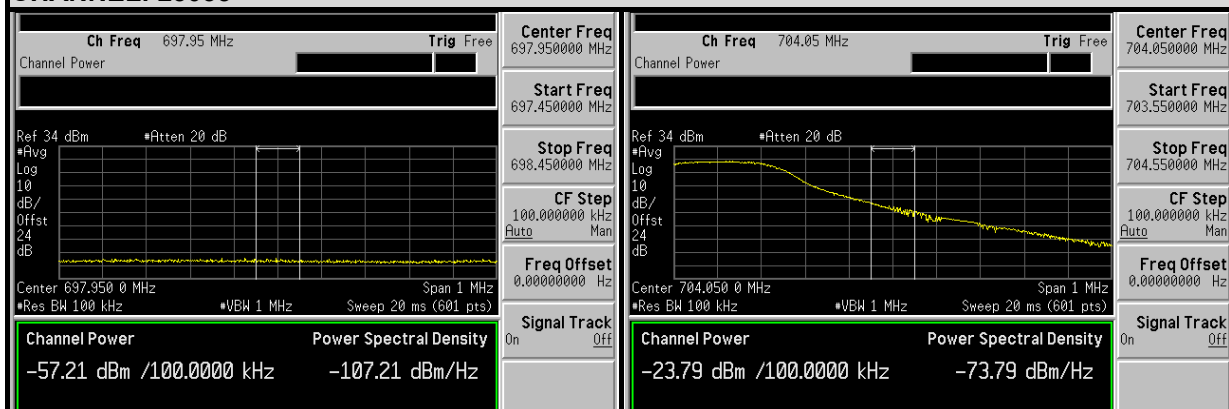 Ch Freq 697.95 MHz Trig Free
Channel Power
Ref 34 dBm #Atten 20 dB
#Avg
Log
10
dB/
Offst
24
dB
Center 697.950 0 MHz Span 1 MHz
#Res BW 100 kHz #VBW 1 MHz Sweep 20 ms (601 pts)
Channel Power Power Spectral Density
-57.21 dBm /100.0000 kHz -107.21 dBm/Hz
Center Freq
697.950000 MHz
Start Freq
697.450000 MHz
Stop Freq
698.450000 MHz
CF Step
100.000000 kHz
Auto Man
Freq Offset
0.00000000 Hz
Signal Track
On Off
Ch Freq 704.05 MHz Trig Free
Channel Power
Ref 34 dBm #Atten 20 dB
#Avg
Log
10
dB/
Offst
24
dB
Center 704.050 0 MHz Span 1 MHz
#Res BW 100 kHz #VBW 1 MHz Sweep 20 ms (601 pts)
Channel Power Power Spectral Density
-23.79 dBm /100.0000 kHz -73.79 dBm/Hz
Center Freq
704.050000 MHz
Start Freq
703.550000 MHz
Stop Freq
704.550000 MHz
CF Step
100.000000 kHz
Auto Man
Freq Offset
0.00000000 Hz
Signal Track
On Off